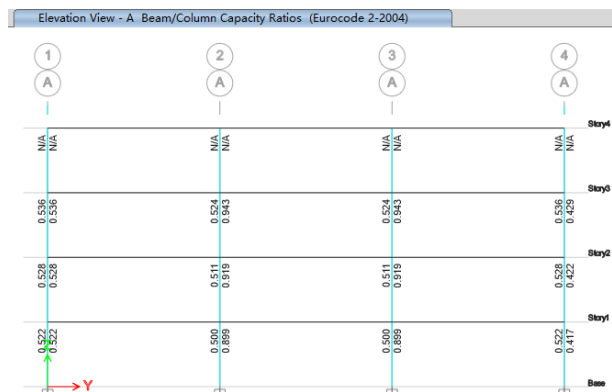 Elevation View - A Beam/Column Capacity Ratios (Eurocode 2-2004)
1 2 3 4
A A A A
Story4
N/A N/A N/A N/A N/A N/A N/A N/A
Story3
0.536 0.536 0.524 0.943 0.524 0.943 0.536 0.429
Story2
0.528 0.528 0.511 0.919 0.511 0.919 0.528 0.422
Story1
0.522 0.522 0.500 0.899 0.500 0.899 0.522 0.417
Y
Base